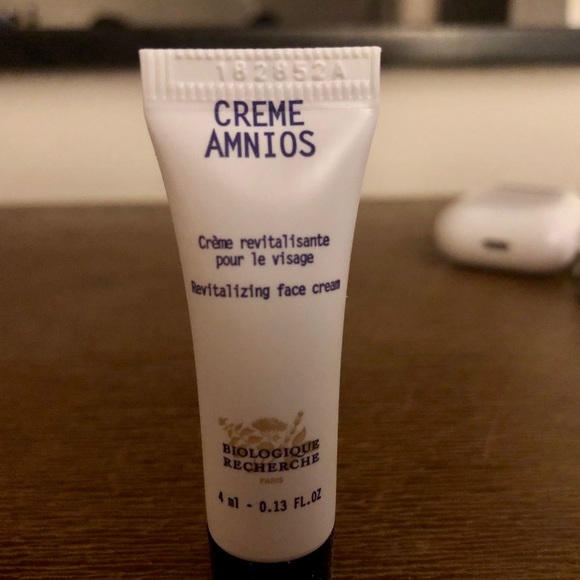 182852A
CREME
AMNIOS
Crème revitalisante
pour le visage
Revitalizing face cream
BIOLOGIQUE
RECHERCHE
PARIS
4 ml - 0.13 FL.OZ